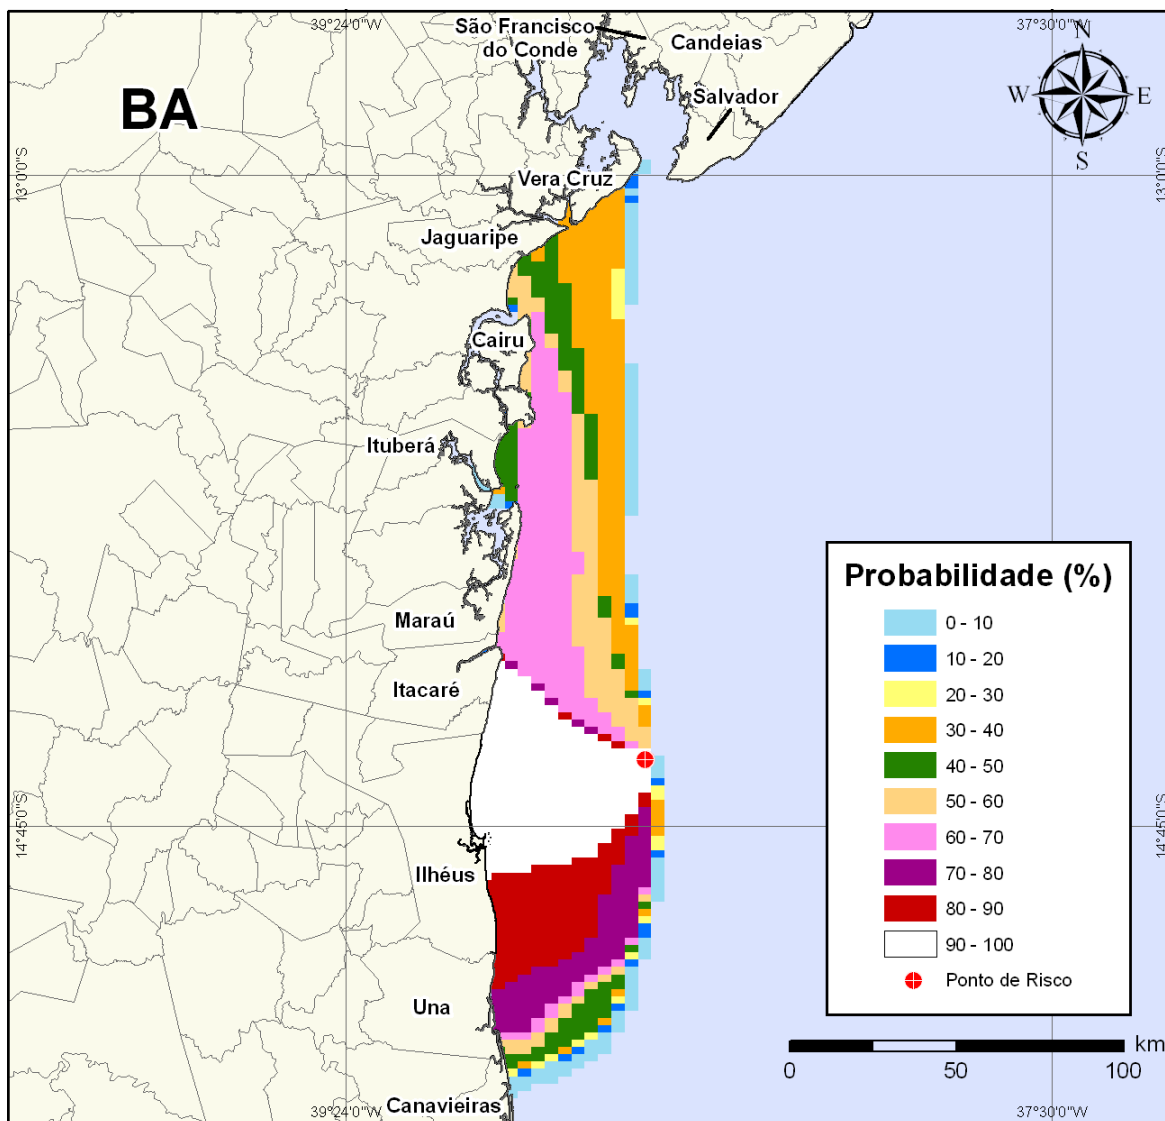 39°24'0"W
37°30'0"W
São Francisco
do Conde
Candeias
N
BA
Salvador
W
E
S
13°0'0"S
13°0'0"S
Vera Cruz
Jaguaripe
Cairu
Ituberá
Probabilidade (%)
0 - 10
Maraú
10 - 20
Itacaré
20 - 30
30 - 40
40 - 50
14°45'0"S
14°45'0"S
50 - 60
60 - 70
Ilhéus
70 - 80
80 - 90
90 - 100
Ponto de Risco
Una
km
0
50
100
Canavieiras
39°24'0"W
37°30'0"W